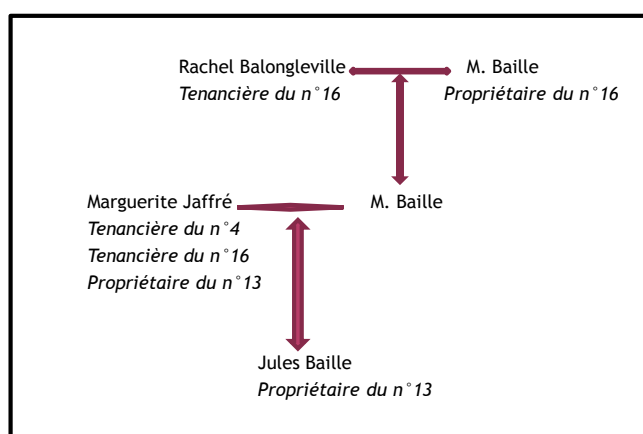 Rachel Balongleville
Tenancière du n°16
M. Baille
Propriétaire du n°16
Marguerite Jaffré
Tenancière du n°4
Tenancière du n°16
Propriétaire du n°13
M. Baille
Jules Baille
Propriétaire du n°13